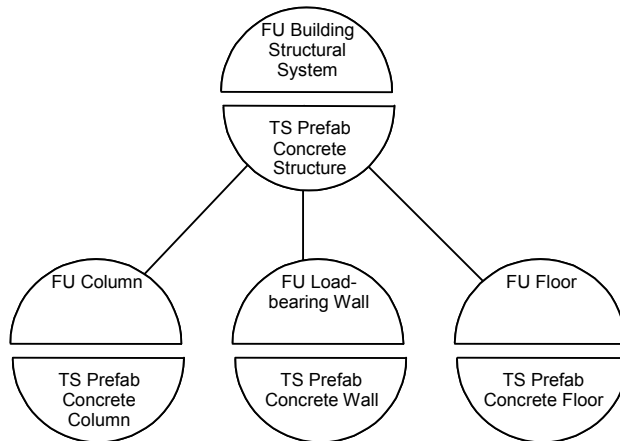 FU Building
Structural
System
TS Prefab
Concrete
Structure
FU Column
TS Prefab
Concrete
Column
FU Load-
bearing Wall
TS Prefab
Concrete Wall
FU Floor
TS Prefab
Concrete Floor